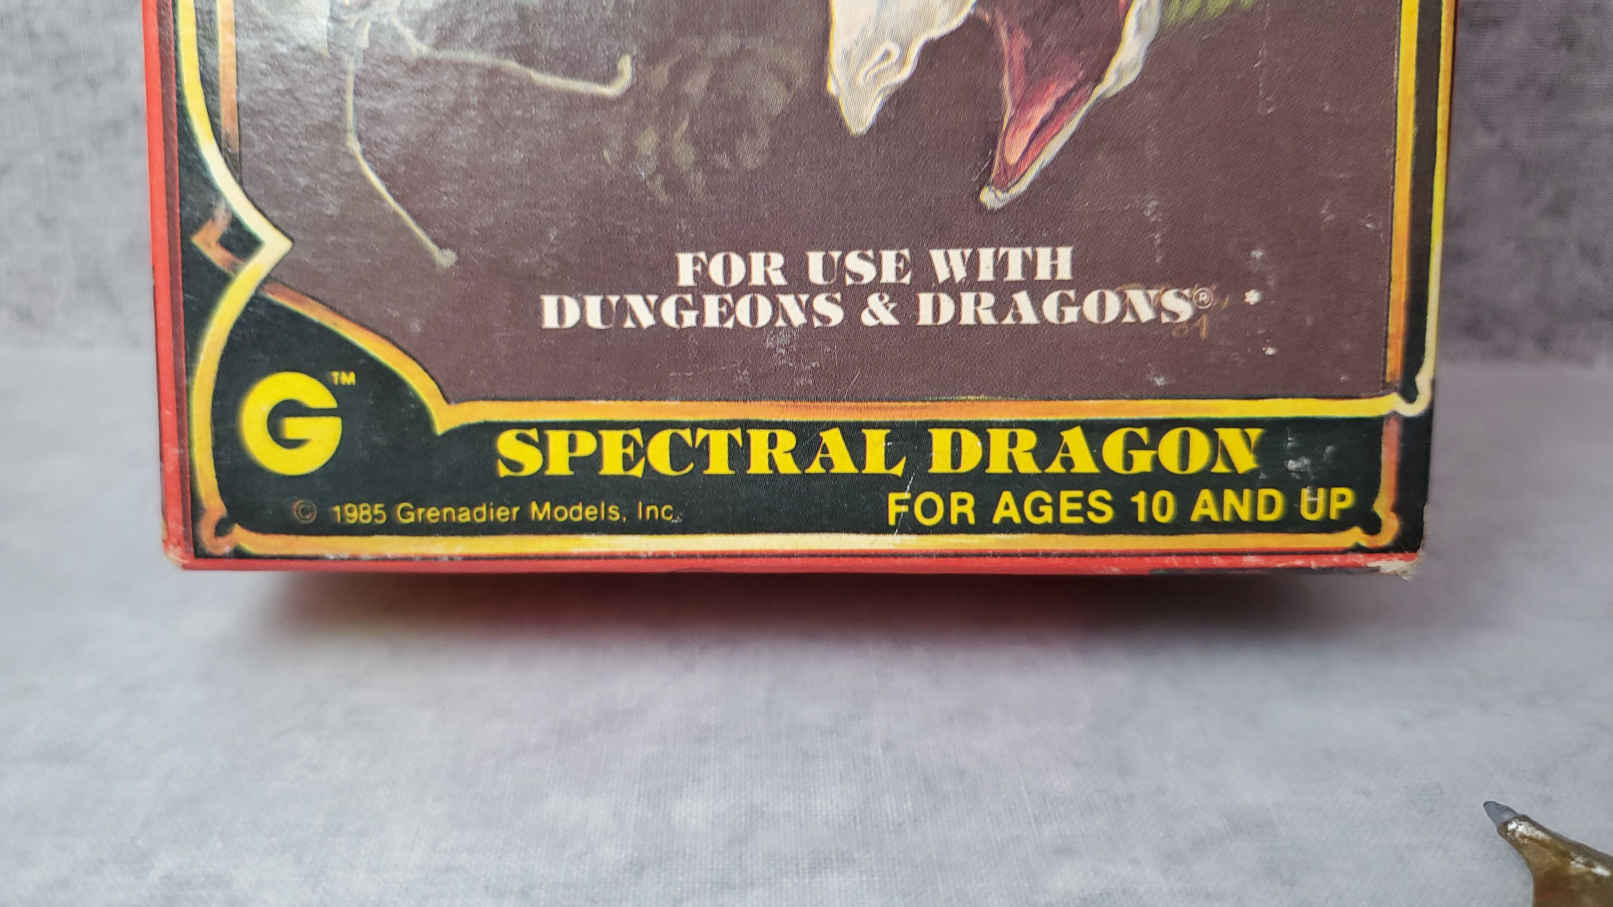 FOR USE WITH
DUNGEONS & DRAGONS®
G™
SPECTRAL DRAGON
© 1985 Grenadier Models, Inc.
FOR AGES 10 AND UP